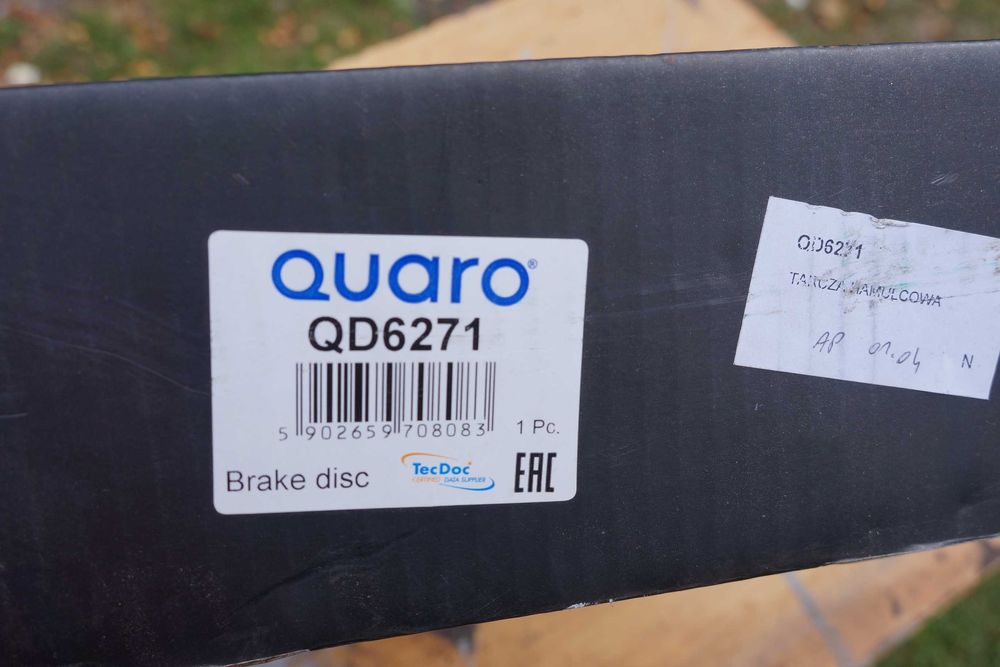 QUARO®
QD6271
5 902659 708083
1 Pc.
Brake disc
TecDoc
CERTIFIED DATA SUPPLIER
EAC
QD6271
TARCZA HAMULCOWA
AP 01.04
N